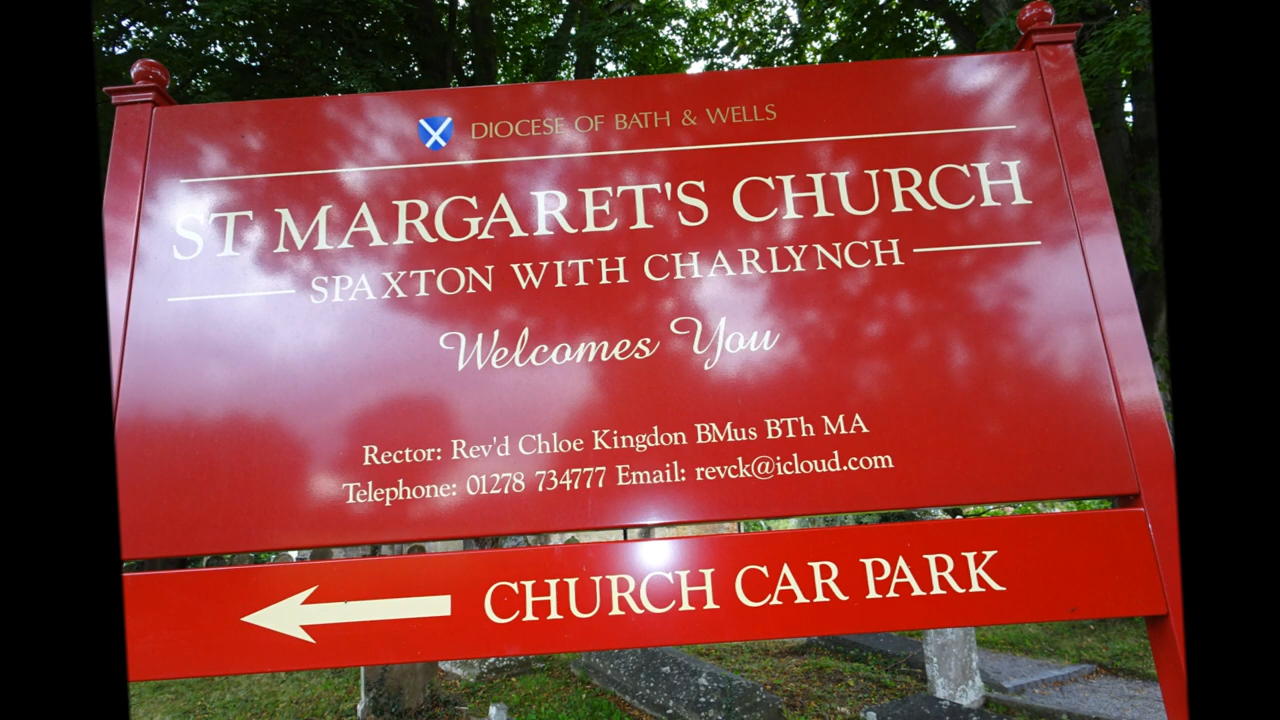 DIOCESE OF BATH & WELLS
ST MARGARET'S CHURCH
SPAXTON WITH CHARLYNCH
Welcomes You
Rector: Rev'd Chloe Kingdon BMus BTh MA
Telephone: 01278 734777 Email: revck@icloud.com
CHURCH CAR PARK